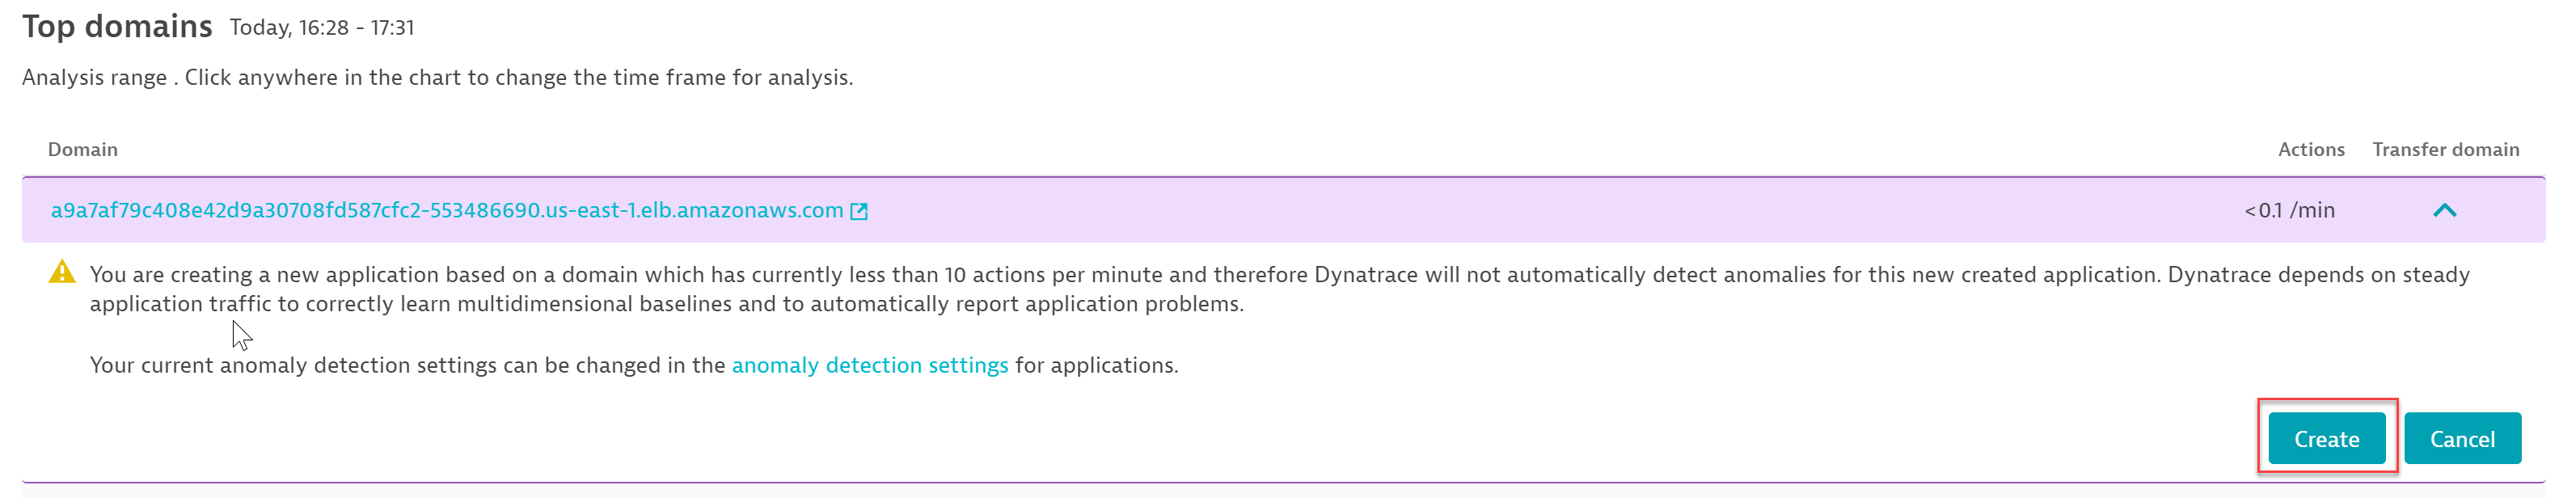 Top domains Today, 16:28 - 17:31
Analysis range . Click anywhere in the chart to change the time frame for analysis.
Domain Actions Transfer domain
a9a7af79c408e42d9a30708fd587cfc2-553486690.us-east-1.elb.amazonaws.com <0.1 /min
You are creating a new application based on a domain which has currently less than 10 actions per minute and therefore Dynatrace will not automatically detect anomalies for this new created application. Dynatrace depends on steady
application traffic to correctly learn multidimensional baselines and to automatically report application problems.
Your current anomaly detection settings can be changed in the anomaly detection settings for applications.
Create Cancel